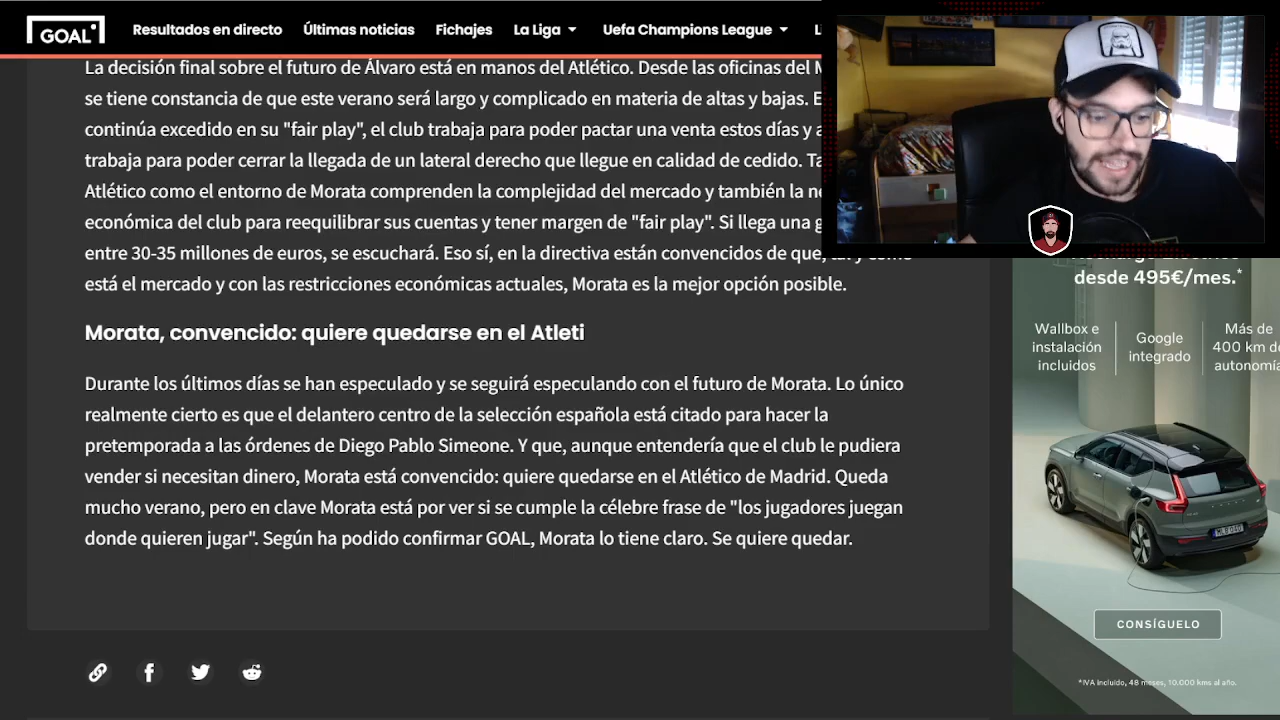 GOAL
Resultados en directo Últimas noticias Fichajes La Liga Uefa Champions League
La decisión final sobre el futuro de Álvaro está en manos del Atlético. Desde las oficinas del
se tiene constancia de que este verano será largo y complicado en materia de altas y bajas.
continúa excedido en su "fair play", el club trabaja para poder pactar una venta estos días y
trabaja para poder cerrar la llegada de un lateral derecho que llegue en calidad de cedido.
Atlético como el entorno de Morata comprenden la complejidad del mercado y también la
económica del club para reequilibrar sus cuentas y tener margen de "fair play". Si llega una
entre 30-35 millones de euros, se escuchará. Eso sí, en la directiva están convencidos de que, tal y como
está el mercado y con las restricciones económicas actuales, Morata es la mejor opción posible.
Morata, convencido: quiere quedarse en el Atleti
Durante los últimos días se han especulado y se seguirá especulando con el futuro de Morata. Lo único
realmente cierto es que el delantero centro de la selección española está citado para hacer la
pretemporada a las órdenes de Diego Pablo Simeone. Y que, aunque entendería que el club le pudiera
vender si necesitan dinero, Morata está convencido: quiere quedarse en el Atlético de Madrid. Queda
mucho verano, pero en clave Morata está por ver si se cumple la célebre frase de "los jugadores juegan
donde quieren jugar". Según ha podido confirmar GOAL, Morata lo tiene claro. Se quiere quedar.
desde 495€/mes.*
Wallbox e
instalación
incluidos
Google
integrado
Más de
400 km de
autonomía
CONSÍGUELO
*IVA incluido, 48 meses, 10.000 kms al año.